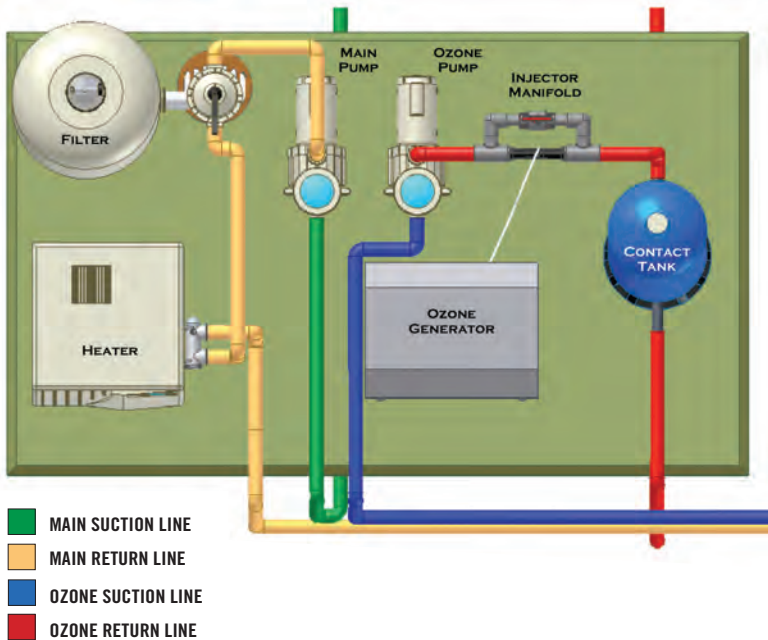 MAIN
PUMP
OZONE
PUMP
INJECTOR
MANIFOLD
FILTER
CONTACT
TANK
OZONE
GENERATOR
HEATER
MAIN SUCTION LINE
MAIN RETURN LINE
OZONE SUCTION LINE
OZONE RETURN LINE